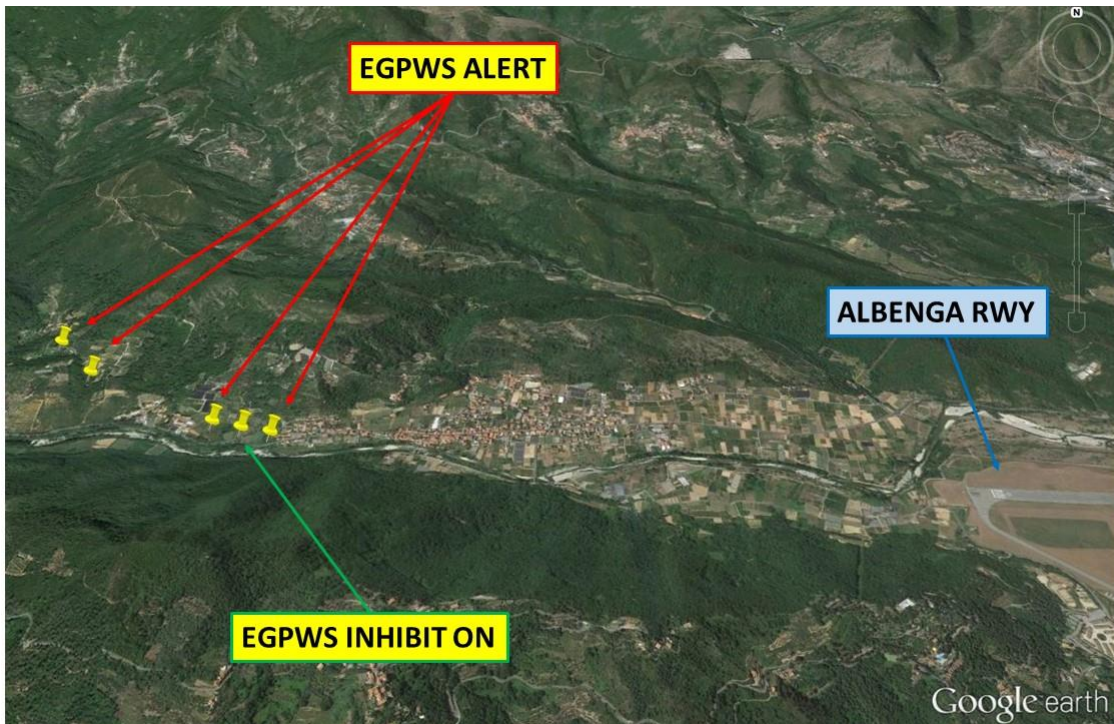 N
EGPWS ALERT
ALBENGA RWY
EGPWS INHIBIT ON
Google earth